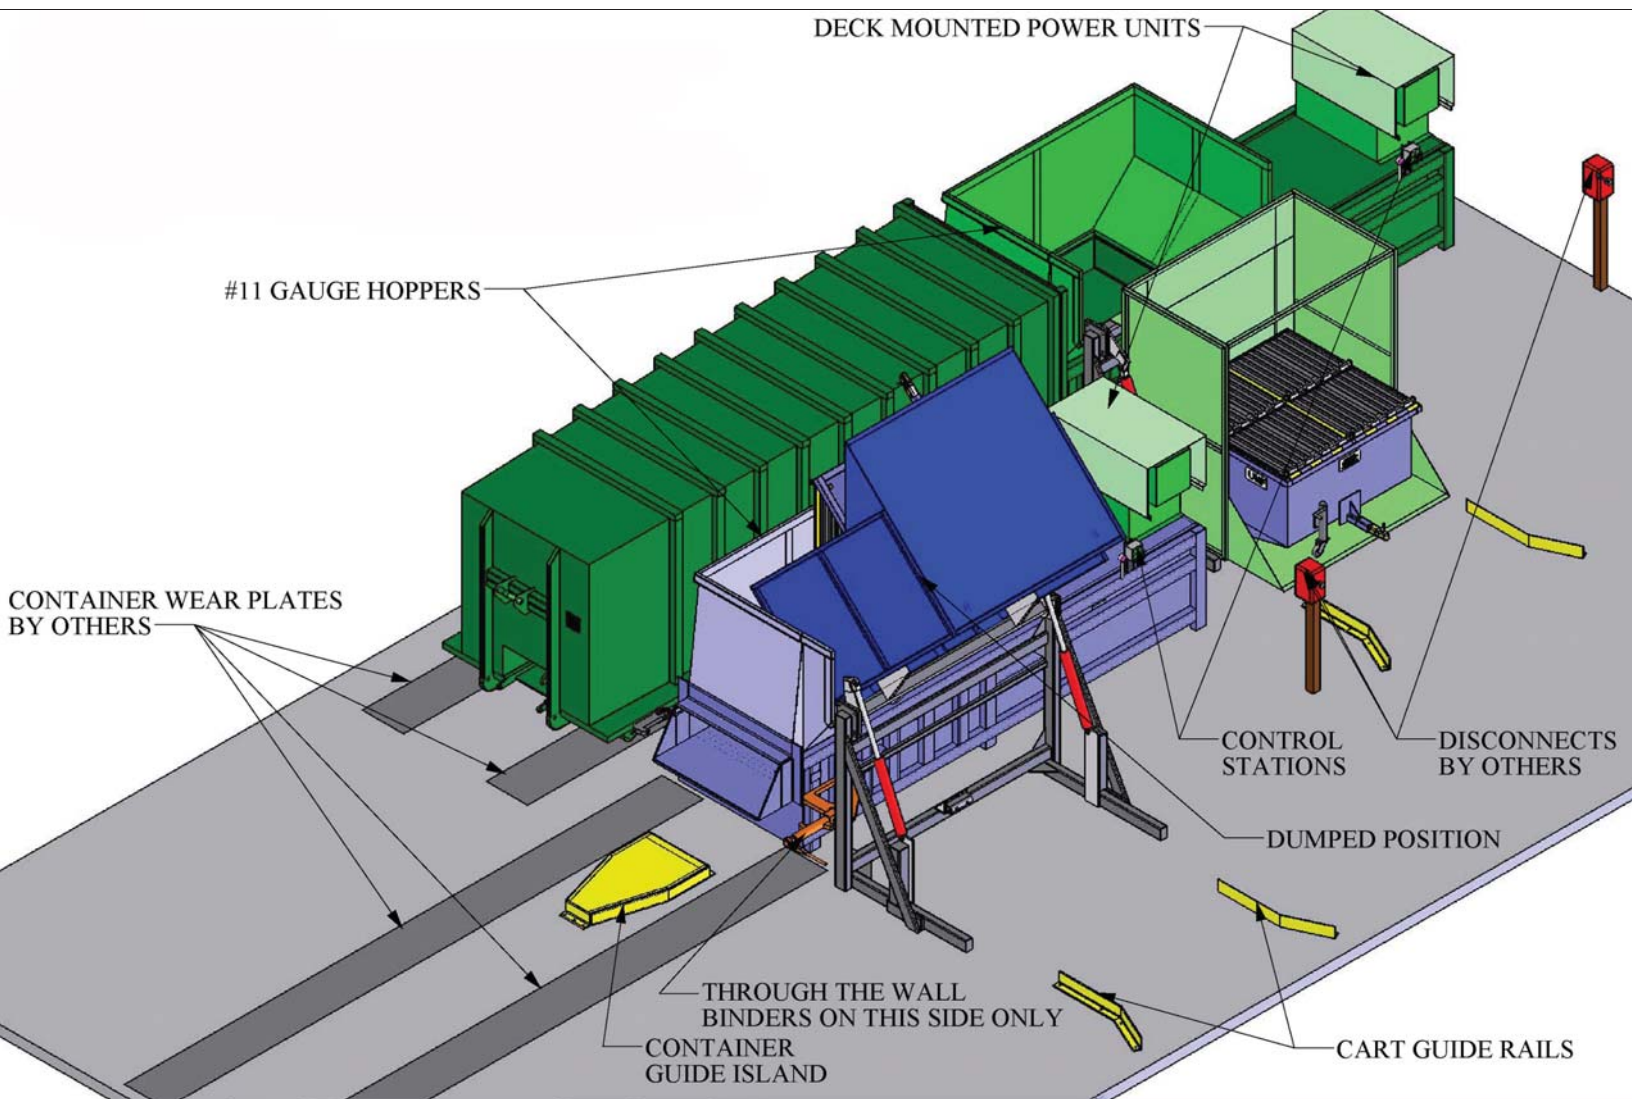 DECK MOUNTED POWER UNITS
#11 GAUGE HOPPERS
CONTAINER WEAR PLATES
BY OTHERS
CONTROL
STATIONS
DISCONNECTS
BY OTHERS
DUMPED POSITION
THROUGH THE WALL
BINDERS ON THIS SIDE ONLY
CONTAINER
GUIDE ISLAND
CART GUIDE RAILS